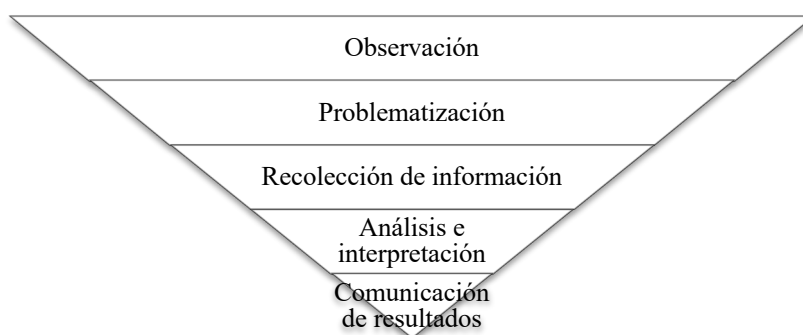 Observación
Problematización
Recolección de información
Análisis e
interpretación
Comunicación
de resultados